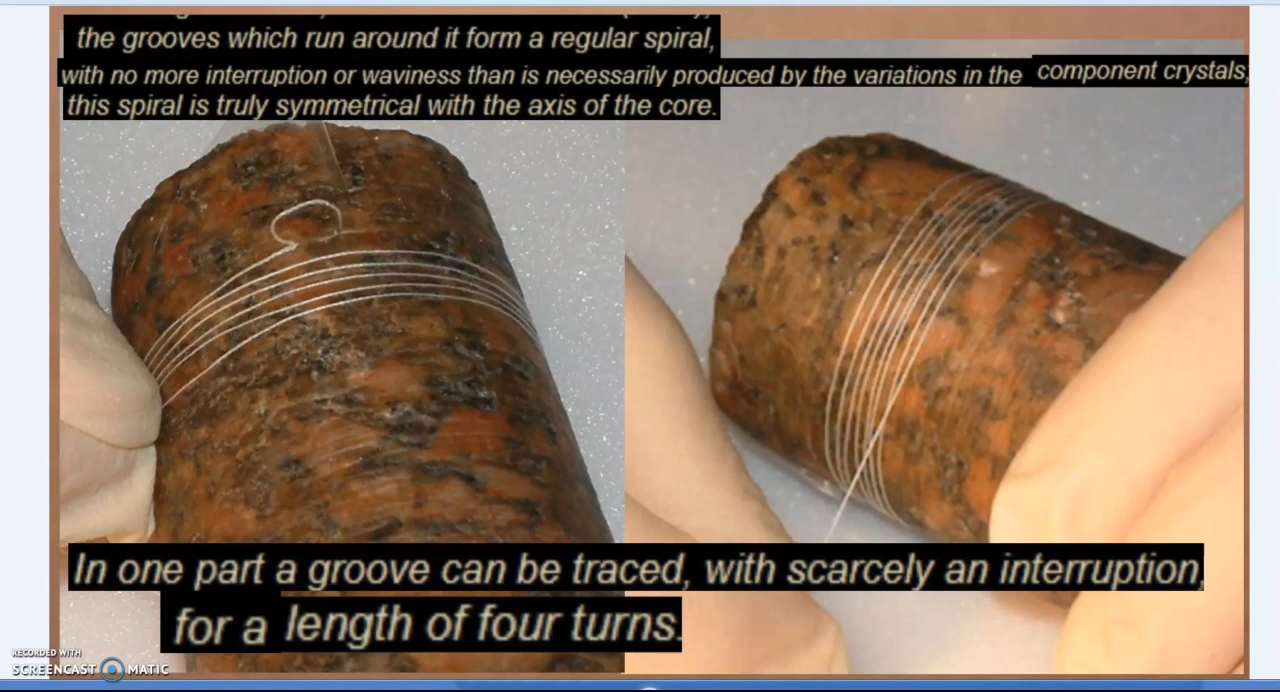 the grooves which run around it form a regular spiral,
with no more interruption or waviness than is necessarily produced by the variations in the component crystals,
this spiral is truly symmetrical with the axis of the core.
In one part a groove can be traced, with scarcely an interruption,
for a length of four turns.
RECORDED WITH
SCREENCAST MATIC